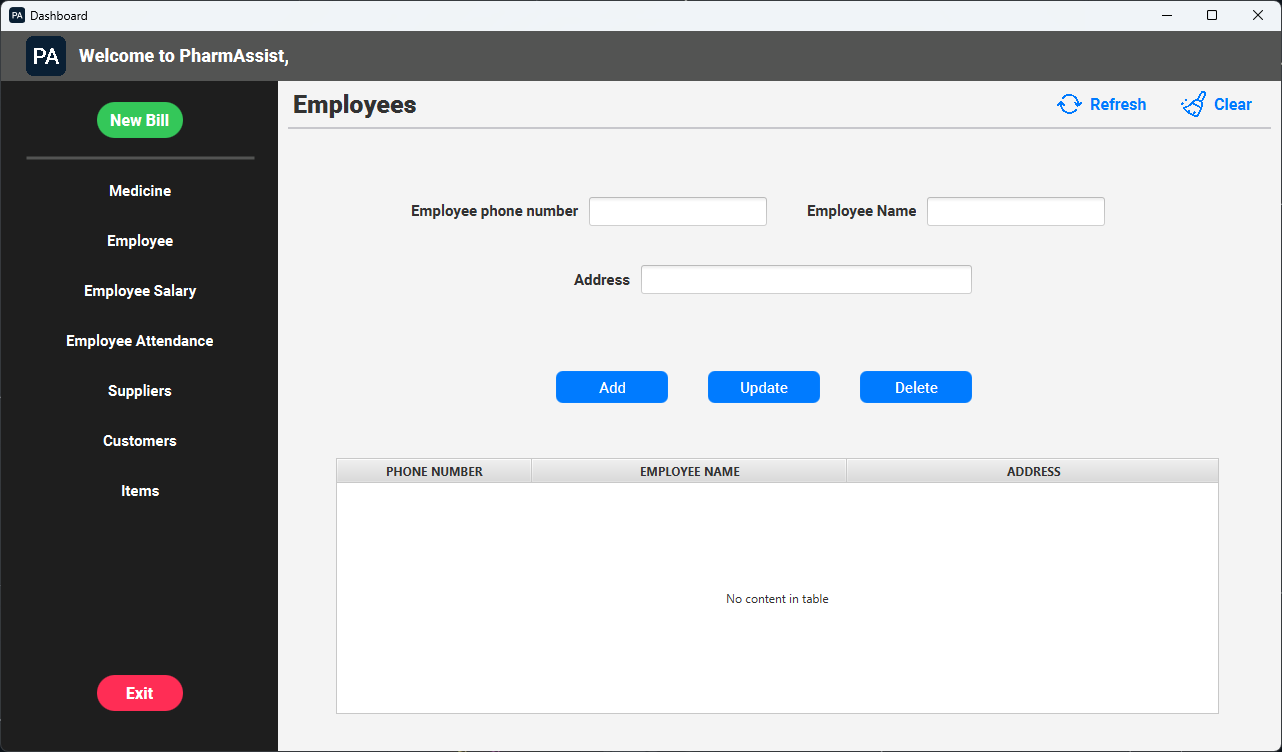 PA Dashboard
PA Welcome to PharmAssist,
New Bill
Medicine
Employee
Employee Salary
Employee Attendance
Suppliers
Customers
Items
Exit
Employees Refresh Clear
Employee phone number Employee Name
Address
Add Update Delete
PHONE NUMBER EMPLOYEE NAME ADDRESS
No content in table